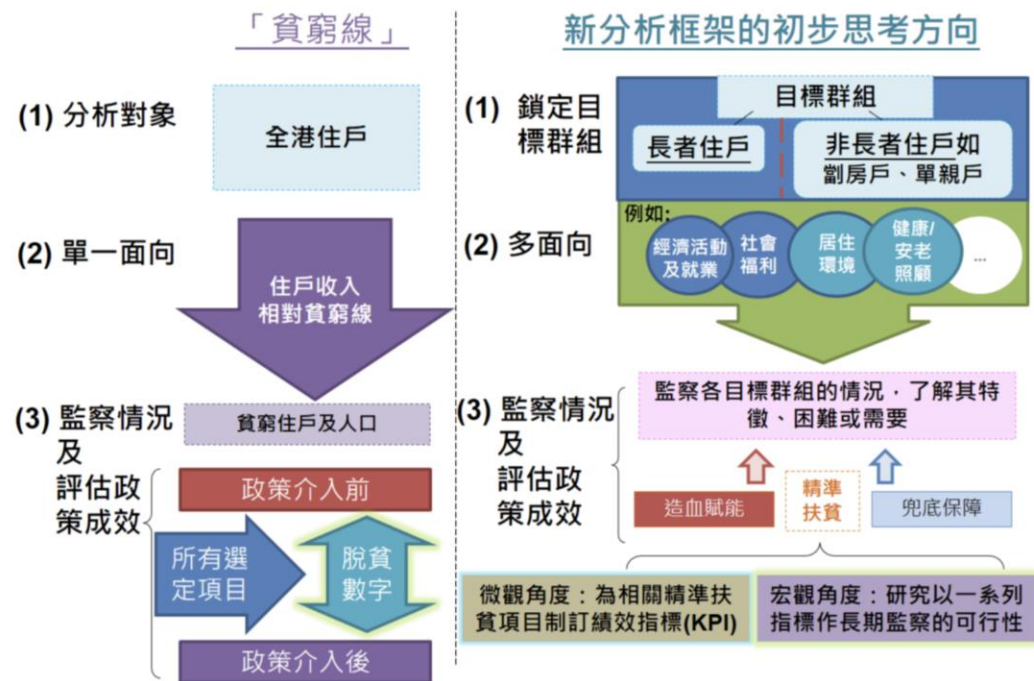 「貧窮線」
(1) 分析對象
全港住戶
(2) 單一面向
住戶收入
相對貧窮線
(3) 監察情況
及
評估政
策成效
貧窮住戶及人口
政策介入前
所有選
定項目
脫貧
數字
政策介入後
新分析框架的初步思考方向
(1) 鎖定目
標群組
目標群組
長者住戶
非長者住戶如
劏房戶、單親戶
(2) 多面向
例如:
經濟活動
及就業
社會
福利
居住
環境
健康/
安老
照顧
...
(3) 監察情況
及
評估政
策成效
監察各目標群組的情況，了解其特
徵、困難或需要
造血賦能
精準
扶貧
兜底保障
微觀角度：為相關精準扶
貧項目制訂績效指標(KPI)
宏觀角度：研究以一系列
指標作長期監察的可行性